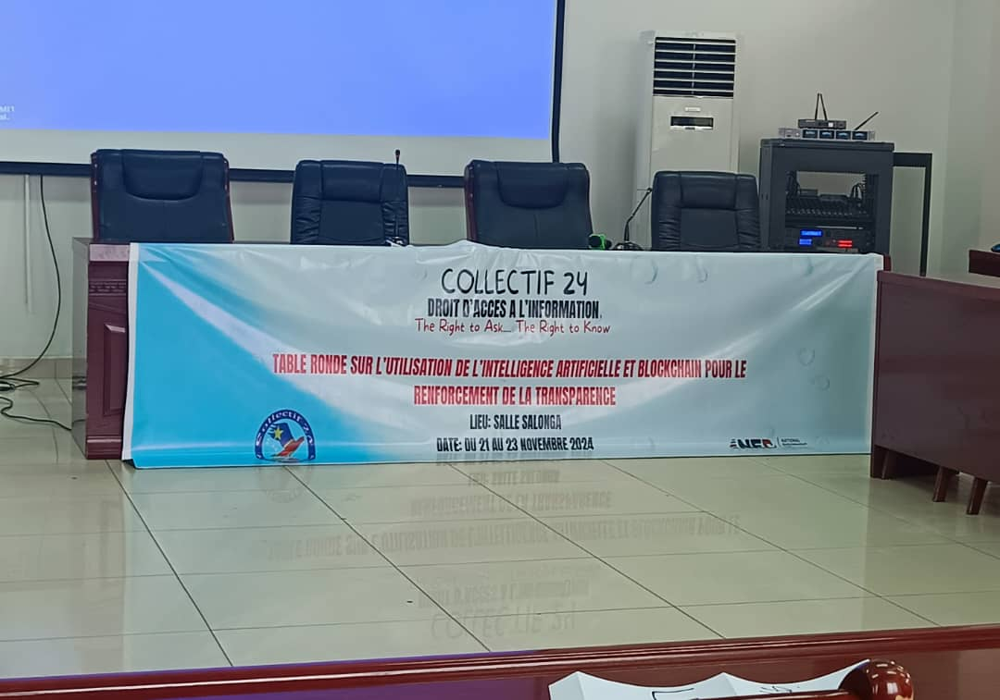 COLLECTIF 24
DROIT D'ACCES A L'INFORMATION.
The Right to Ask... The Right to Know
TABLE RONDE SUR L'UTILISATION DE L'INTELLIGENCE ARTIFICIELLE ET BLOCKCHAIN POUR LE
RENFORCEMENT DE LA TRANSPARENCE
LIEU: SALLE SALONGA
DATE: DU 21 AU 23 NOVEMBRE 2024
Collectif 24
NATIONAL